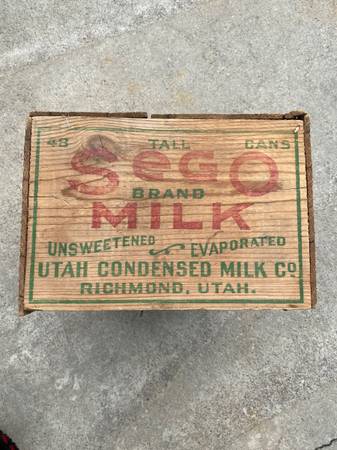 48 TALL CANS
SeGO
BRAND
MILK
UNSWEETENED EVAPORATED
UTAH CONDENSED MILK CO
RICHMOND, UTAH.